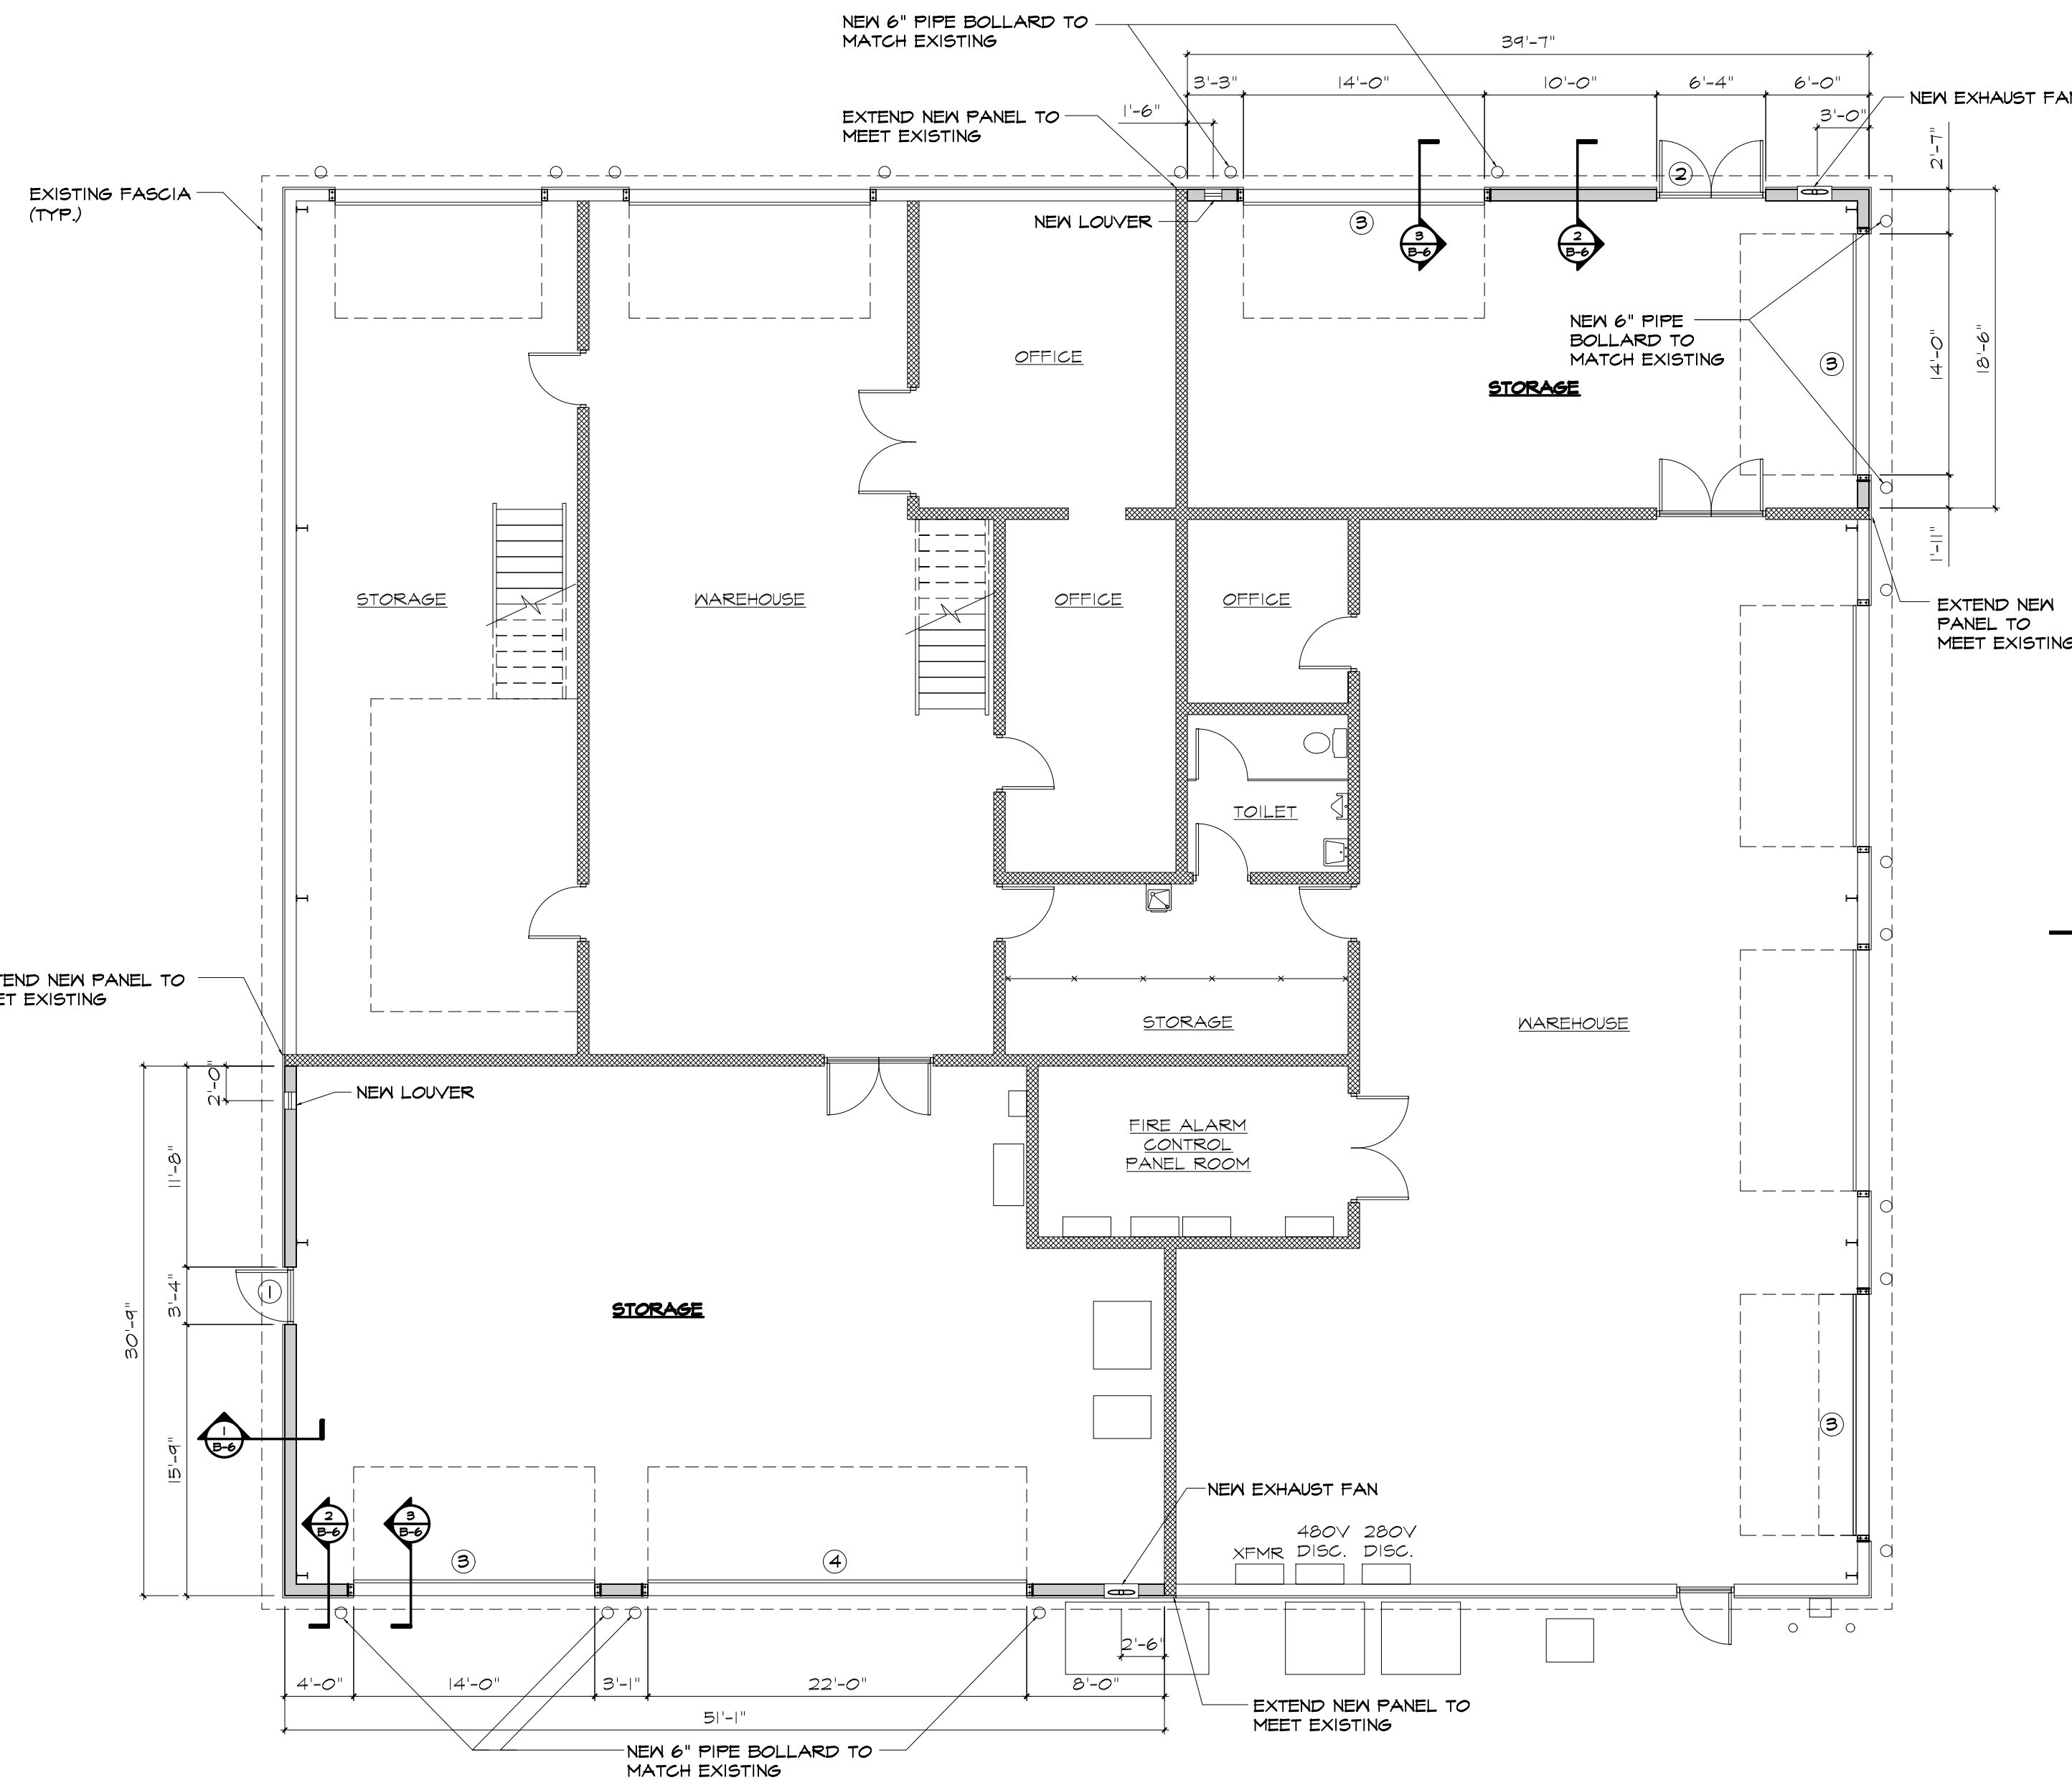 NEW 6" PIPE BOLLARD TO
MATCH EXISTING
39'-7"
3'-3"
14'-0"
10'-0"
6'-4"
6'-0"
1'-6"
3'-0"
NEW EXHAUST FAN
EXTEND NEW PANEL TO
MEET EXISTING
2'-7"
EXISTING FASCIA
(TYP.)
2
NEW LOUVER
3
3
B-6
2
B-6
NEW 6" PIPE
BOLLARD TO
MATCH EXISTING
OFFICE
STORAGE
3
14'-0"
18'-6"
1'-11"
STORAGE
WAREHOUSE
OFFICE
OFFICE
EXTEND NEW
PANEL TO
MEET EXISTING
TOILET
TEND NEW PANEL TO
ET EXISTING
STORAGE
WAREHOUSE
2'-0"
NEW LOUVER
11'-8"
FIRE ALARM
CONTROL
PANEL ROOM
1
3'-4"
30'-9"
STORAGE
1
B-6
15'-9"
3
NEW EXHAUST FAN
2
B-6
3
B-6
3
4
XFMR
480V
DISC.
280V
DISC.
2'-6"
4'-0"
14'-0"
3'-1"
22'-0"
8'-0"
51'-1"
EXTEND NEW PANEL TO
MEET EXISTING
NEW 6" PIPE BOLLARD TO
MATCH EXISTING